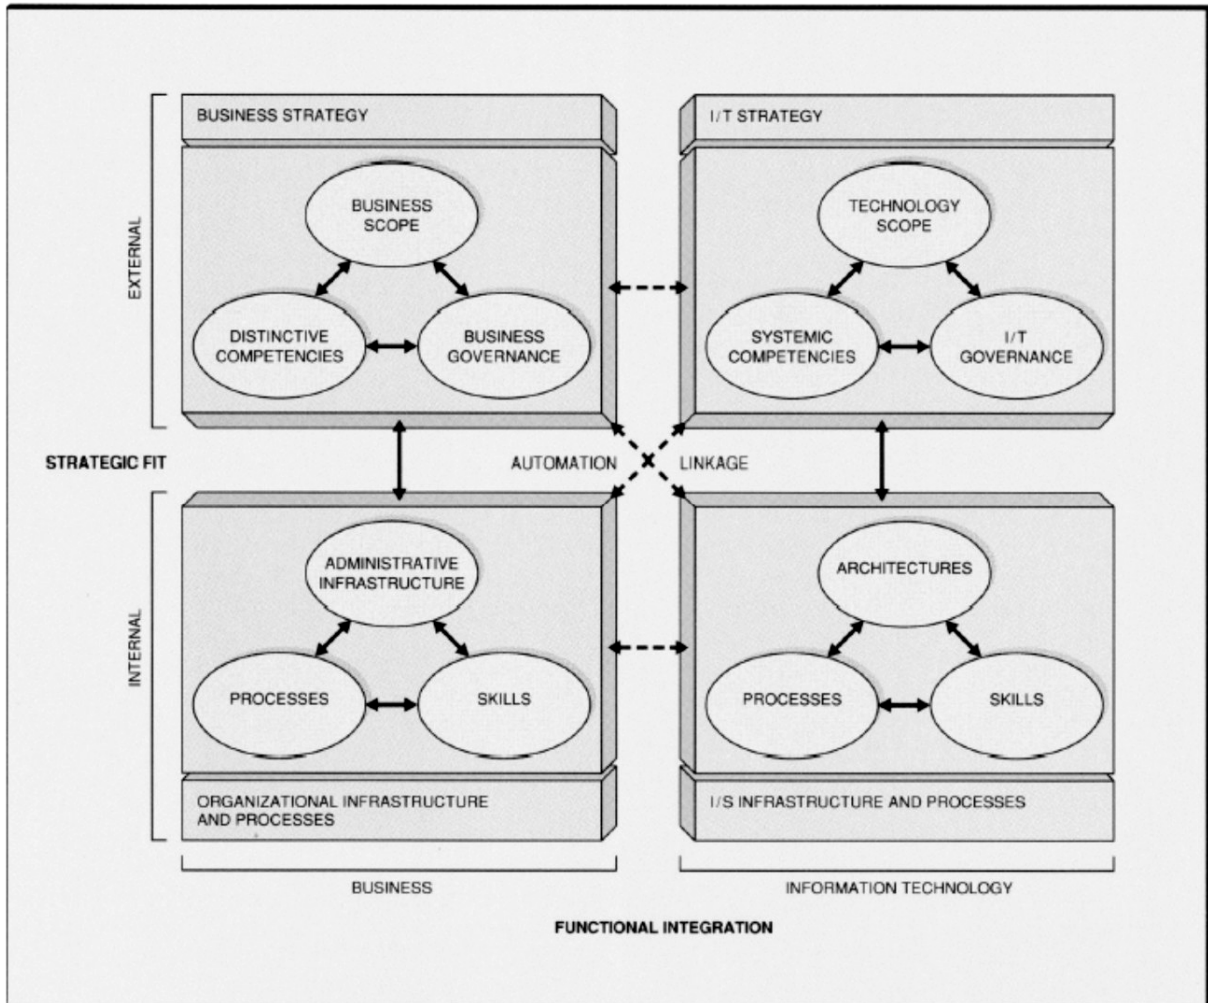 BUSINESS STRATEGY
I/T STRATEGY
BUSINESS
SCOPE
TECHNOLOGY
SCOPE
EXTERNAL
DISTINCTIVE
COMPETENCIES
BUSINESS
GOVERNANCE
SYSTEMIC
COMPETENCIES
I/T
GOVERNANCE
STRATEGIC FIT
AUTOMATION
LINKAGE
ADMINISTRATIVE
INFRASTRUCTURE
ARCHITECTURES
INTERNAL
PROCESSES
SKILLS
PROCESSES
SKILLS
ORGANIZATIONAL INFRASTRUCTURE
AND PROCESSES
I/S INFRASTRUCTURE AND PROCESSES
BUSINESS
INFORMATION TECHNOLOGY
FUNCTIONAL INTEGRATION